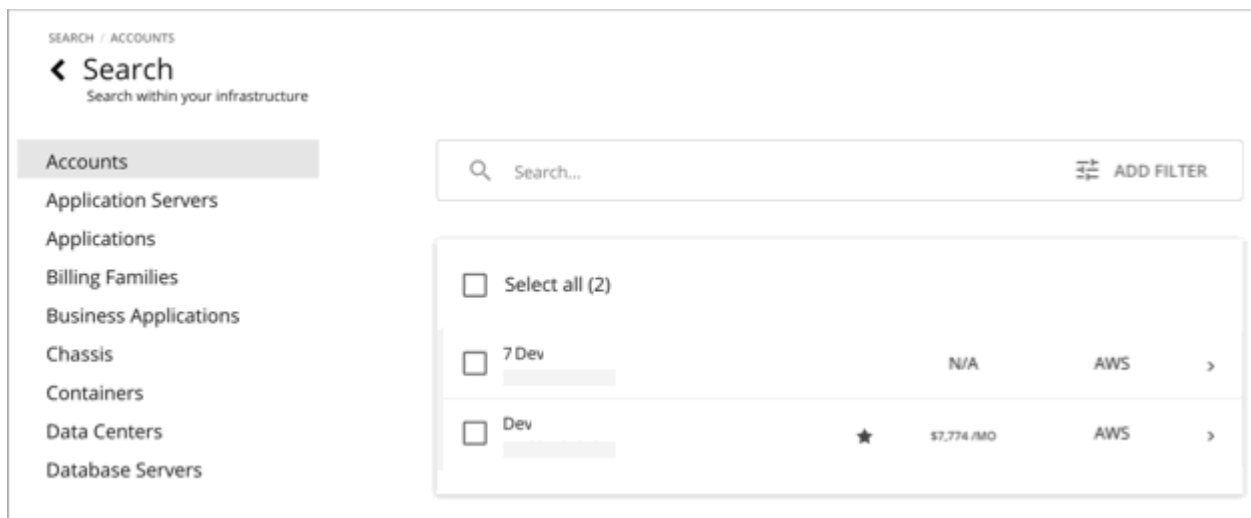 SEARCH / ACCOUNTS
Search
Search within your infrastructure
Accounts
Application Servers
Applications
Billing Families
Business Applications
Chassis
Containers
Data Centers
Database Servers
Search...
ADD FILTER
Select all (2)
7 Dev
N/A
AWS
Dev
$7,774 /MO
AWS